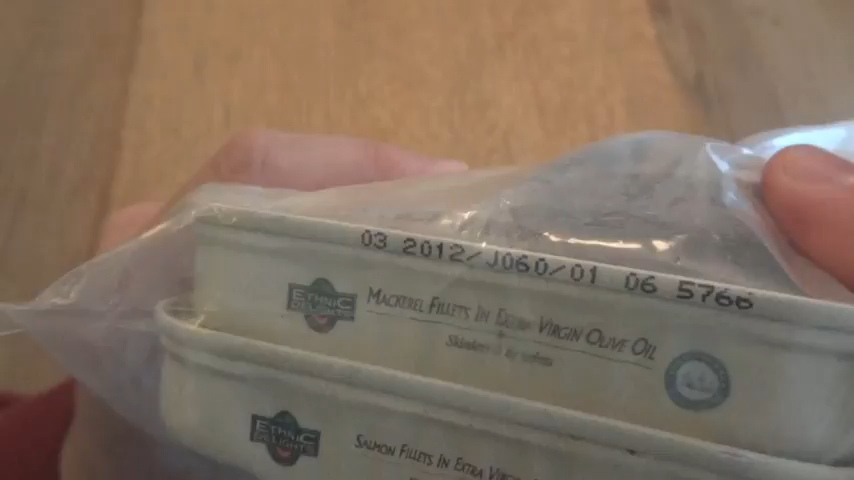 03 2012/J060/01 06 5766
ETHNIC
DELIGHTS
MACKEREL FILLETS IN EXTRA VIRGIN OLIVE OIL
Skinless &
ETHNIC
DELIGHTS
SALMON FILLETS IN EXTRA